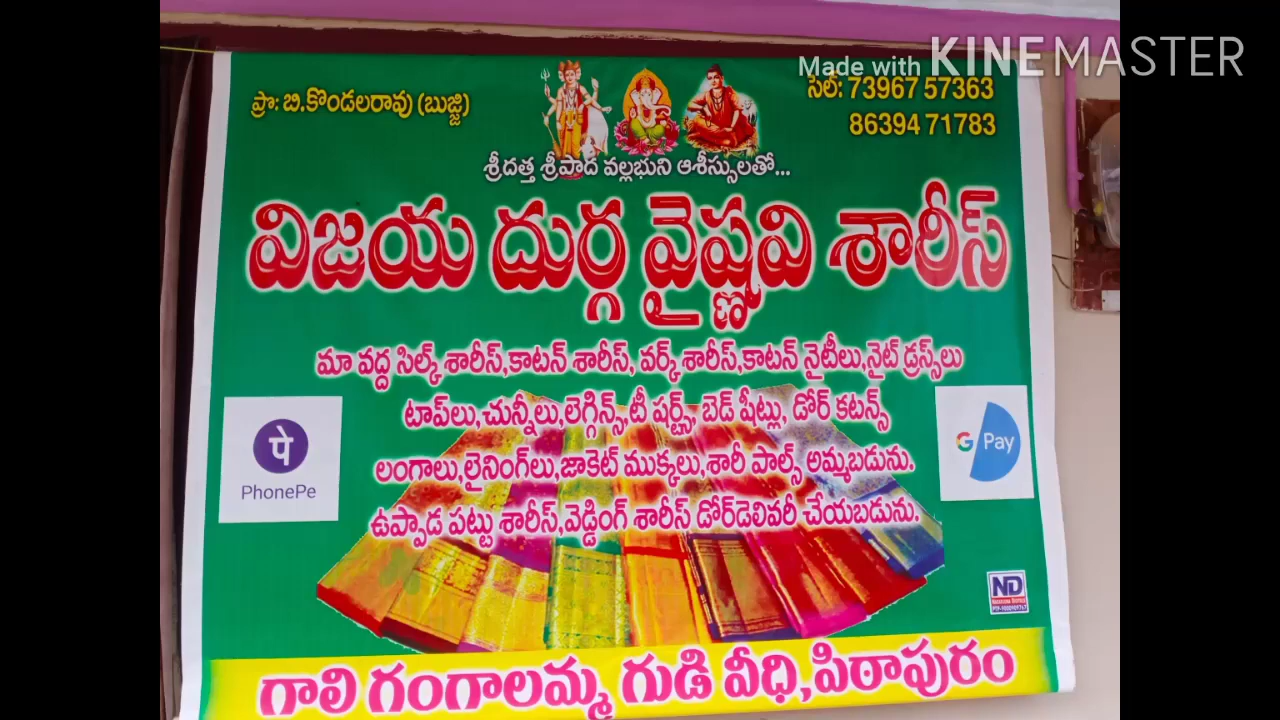 Made with KINEMASTER
ప్రొ: బి.కొండలరావు (బుజ్జి)
సెల్: 73967 57363
86394 71783
శ్రీదత్త శ్రీపాద వల్లభుని ఆశీస్సులతో...
విజయ దుర్గ వైష్ణవి శారీస్
మా వద్ద సిల్క్ శారీస్,కాటన్ శారీస్, వర్క్ శారీస్,కాటన్ నైటీలు,నైట్ డ్రస్స్‌లు
టాప్‌లు,చున్నీలు,లెగ్గిన్స్,టీ షర్ట్స్, బెడ్ షీట్లు, డోర్ కటన్స్
లంగాలు,లైనింగ్‌లు,జాకెట్ ముక్కలు,శారీ పాల్స్ అమ్మబడును.
ఉప్పాడ పట్టు శారీస్,వెడ్డింగ్ శారీస్ డోర్‌డెలివరీ చేయబడును.
पे
PhonePe
G Pay
ND
గాలి గంగాలమ్మ గుడి వీధి,పిఠాపురం